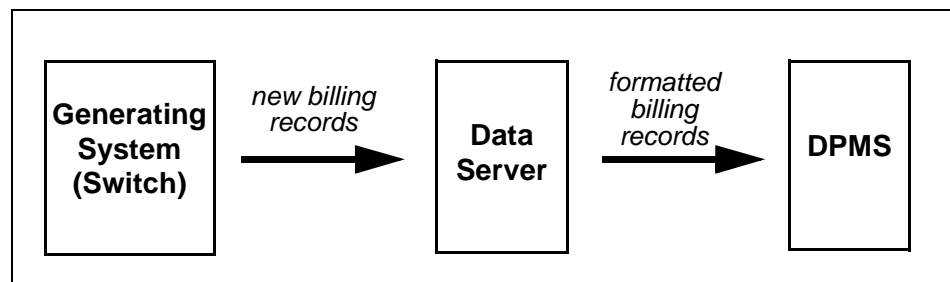 Generating
System
(Switch)
new billing
records
Data
Server
formatted
billing
records
DPMS